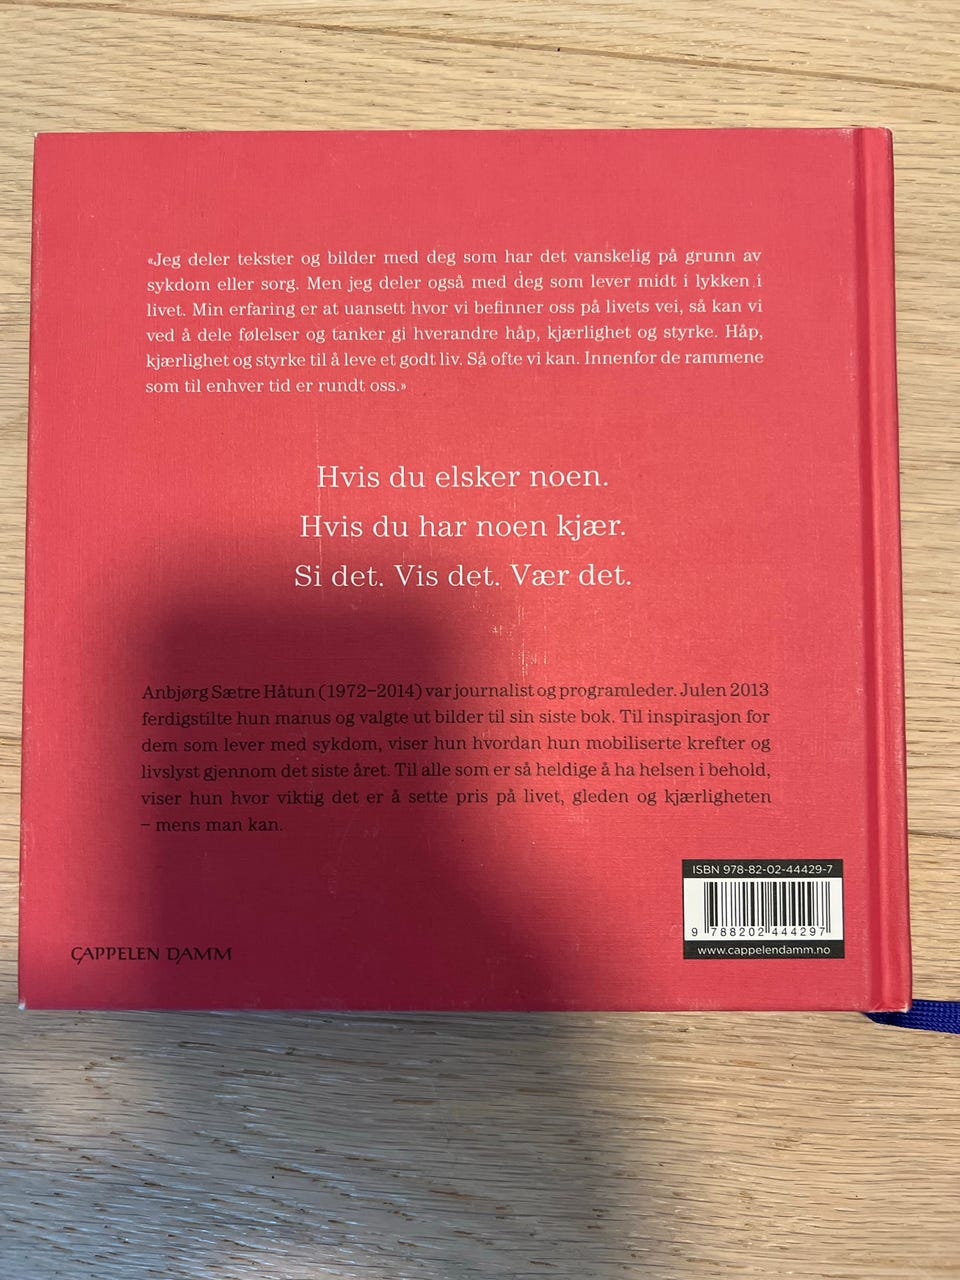 «Jeg deler tekster og bilder med deg som har det vanskelig på grunn av
sykdom eller sorg. Men jeg deler også med deg som lever midt i lykken i
livet. Min erfaring er at uansett hvor vi befinner oss på livets vei, så kan vi
ved å dele følelser og tanker gi hverandre håp, kjærlighet og styrke. Håp,
kjærlighet og styrke til å leve et godt liv. Så ofte vi kan. Innenfor de rammene
som til enhver tid er rundt oss.»
Hvis du elsker noen.
Hvis du har noen kjær.
Si det. Vis det. Vær det.
Anbjørg Sætre Håtun (1972–2014) var journalist og programleder. Julen 2013
ferdigstilte hun manus og valgte ut bilder til sin siste bok. Til inspirasjon for
dem som lever med sykdom, viser hun hvordan hun mobiliserte krefter og
livslyst gjennom det siste året. Til alle som er så heldige å ha helsen i behold,
viser hun hvor viktig det er å sette pris på livet, gleden og kjærligheten
– mens man kan.
ISBN 978-82-02-44429-7
9 788202 444297
www.cappelendamm.no
CAPPELEN DAMM